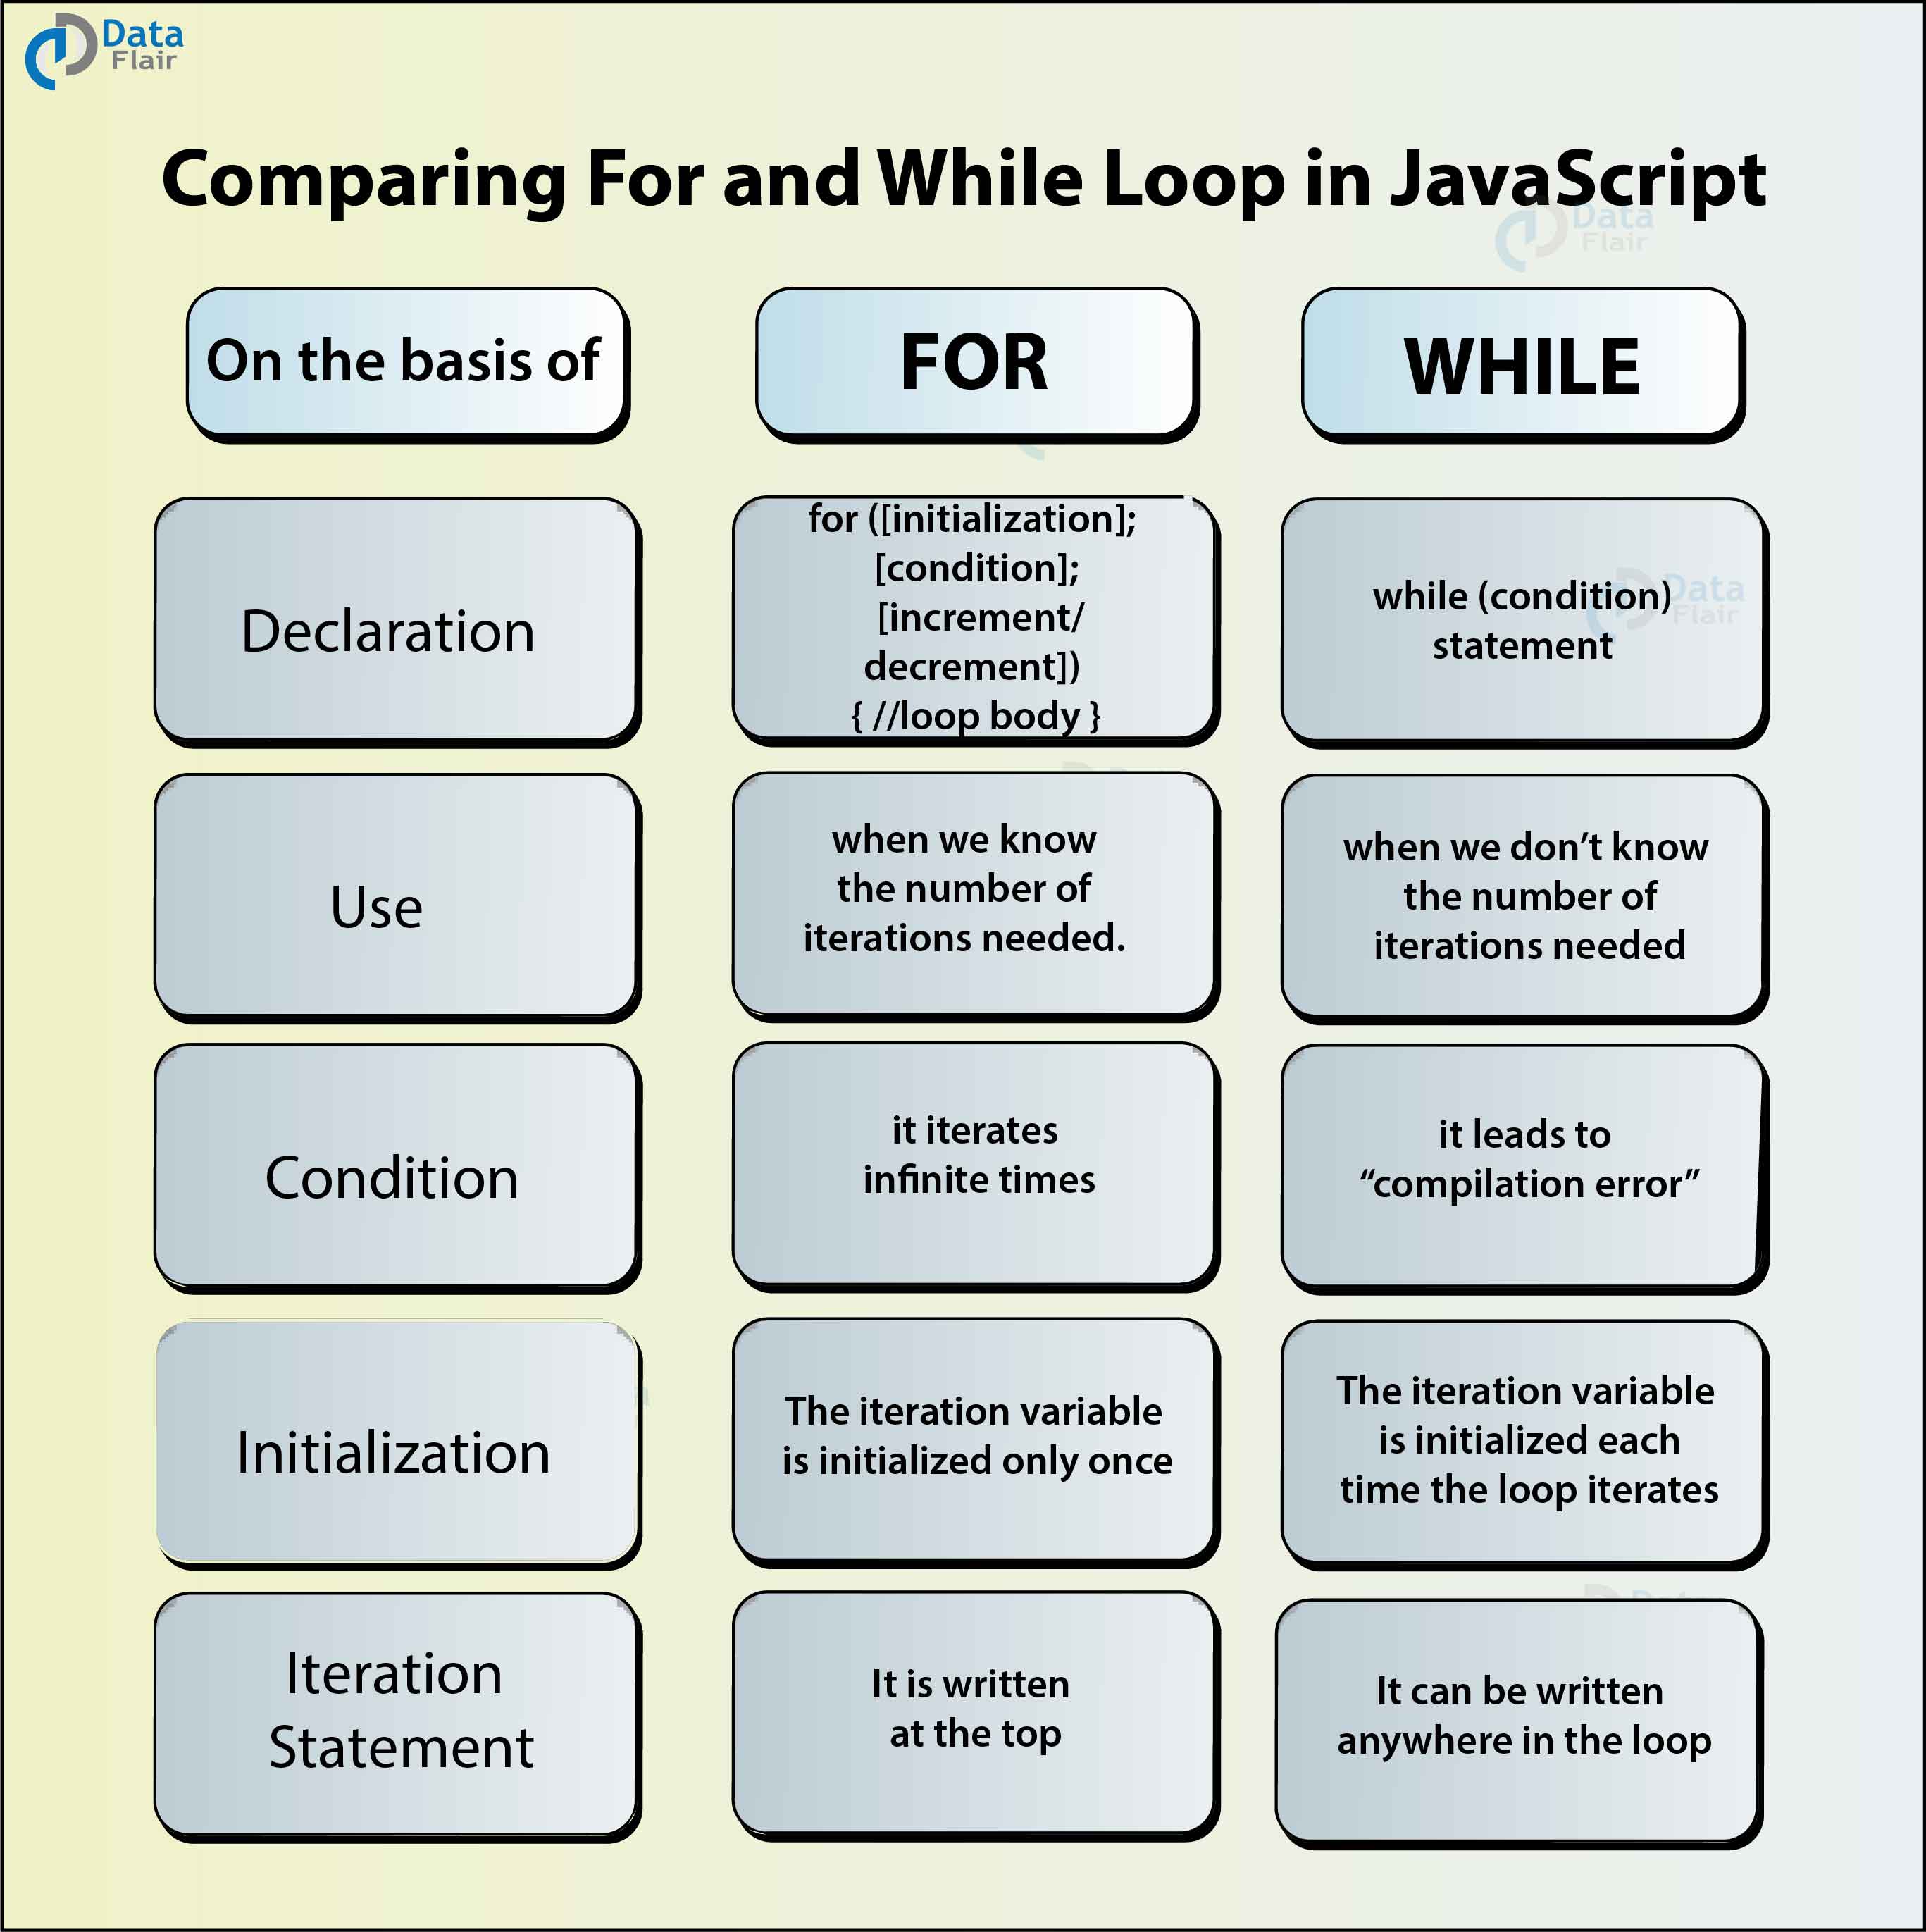 Data
Flair
Comparing For and While Loop in JavaScript
Data
Flair
On the basis of
FOR
WHILE
Declaration
for ([initialization];
[condition];
[increment/
decrement])
{ //loop body }
while (condition)
statement
Data
Flair
Use
when we know
the number of
iterations needed.
when we don’t know
the number of
iterations needed
Condition
it iterates
infinite times
it leads to
“compilation error”
Initialization
The iteration variable
is initialized only once
The iteration variable
is initialized each
time the loop iterates
Iteration
Statement
It is written
at the top
It can be written
anywhere in the loop